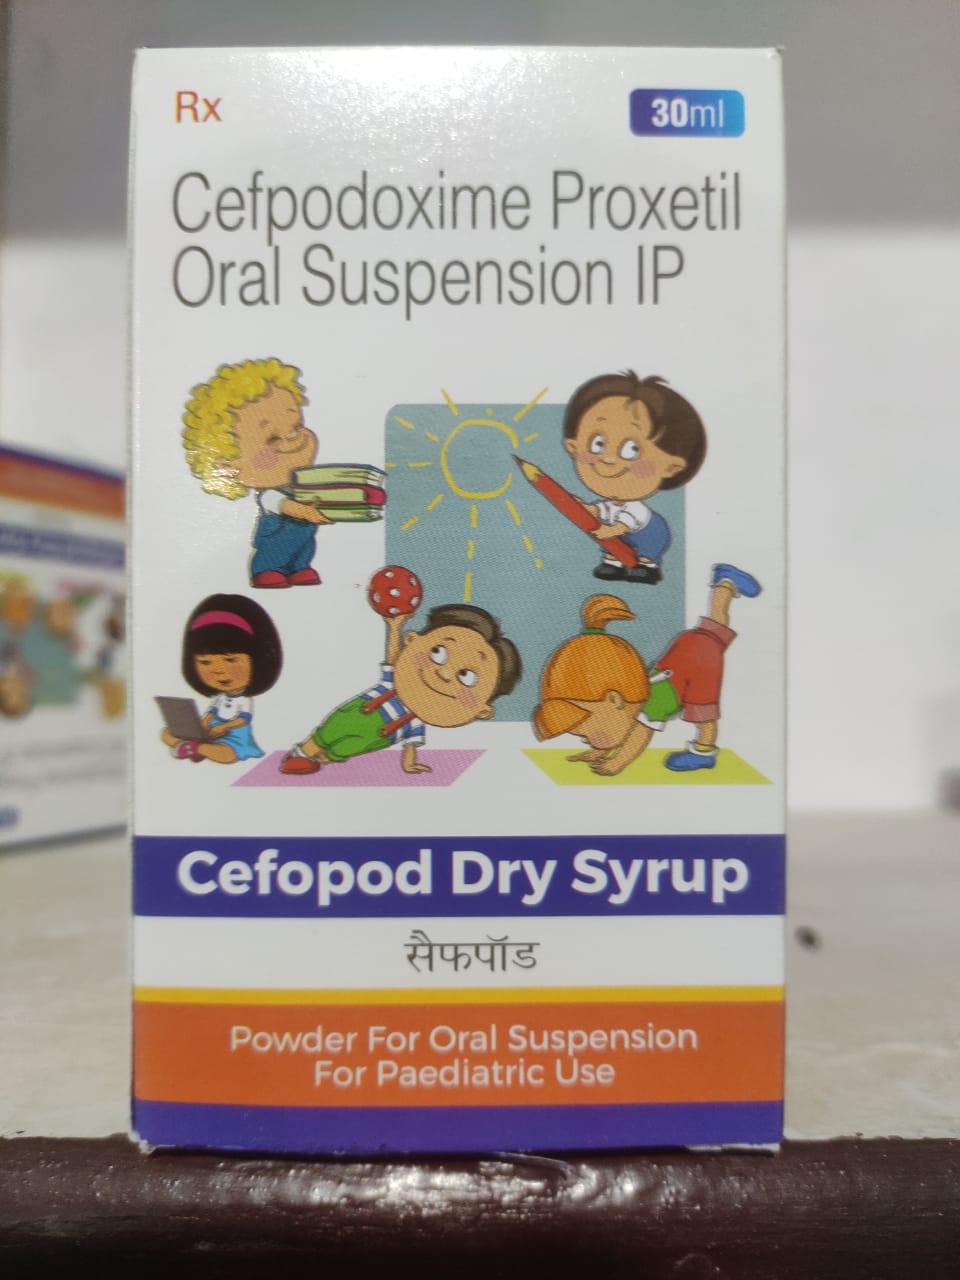 Rx
30ml
Cefpodoxime Proxetil
Oral Suspension IP
Cefopod Dry Syrup
सैफपॉड
Powder For Oral Suspension
For Paediatric Use